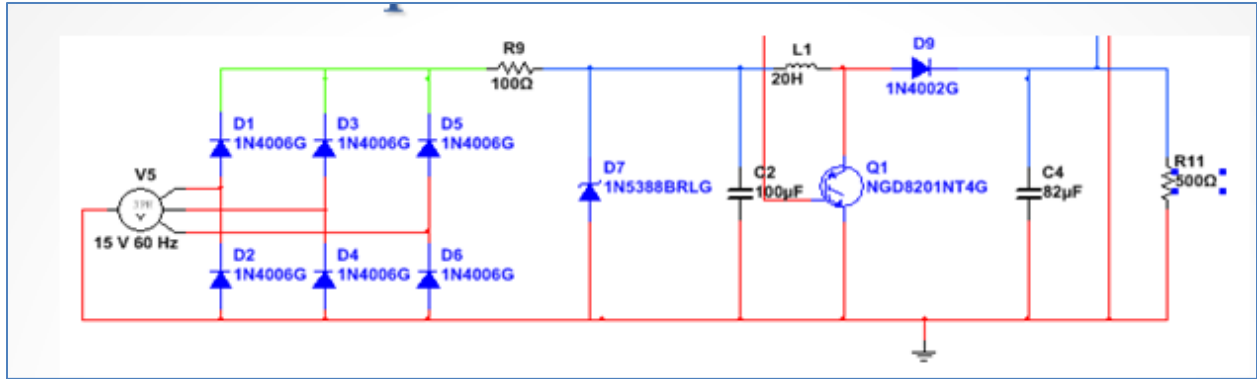 R9
100Ω
L1
20H
D9
1N4002G
D1
1N4006G
D3
1N4006G
D5
1N4006G
V5
3PH
Y
15 V 60 Hz
D7
1N5388BRLG
C2
100µF
Q1
NGD8201NT4G
C4
82µF
R11
500Ω
D2
1N4006G
D4
1N4006G
D6
1N4006G